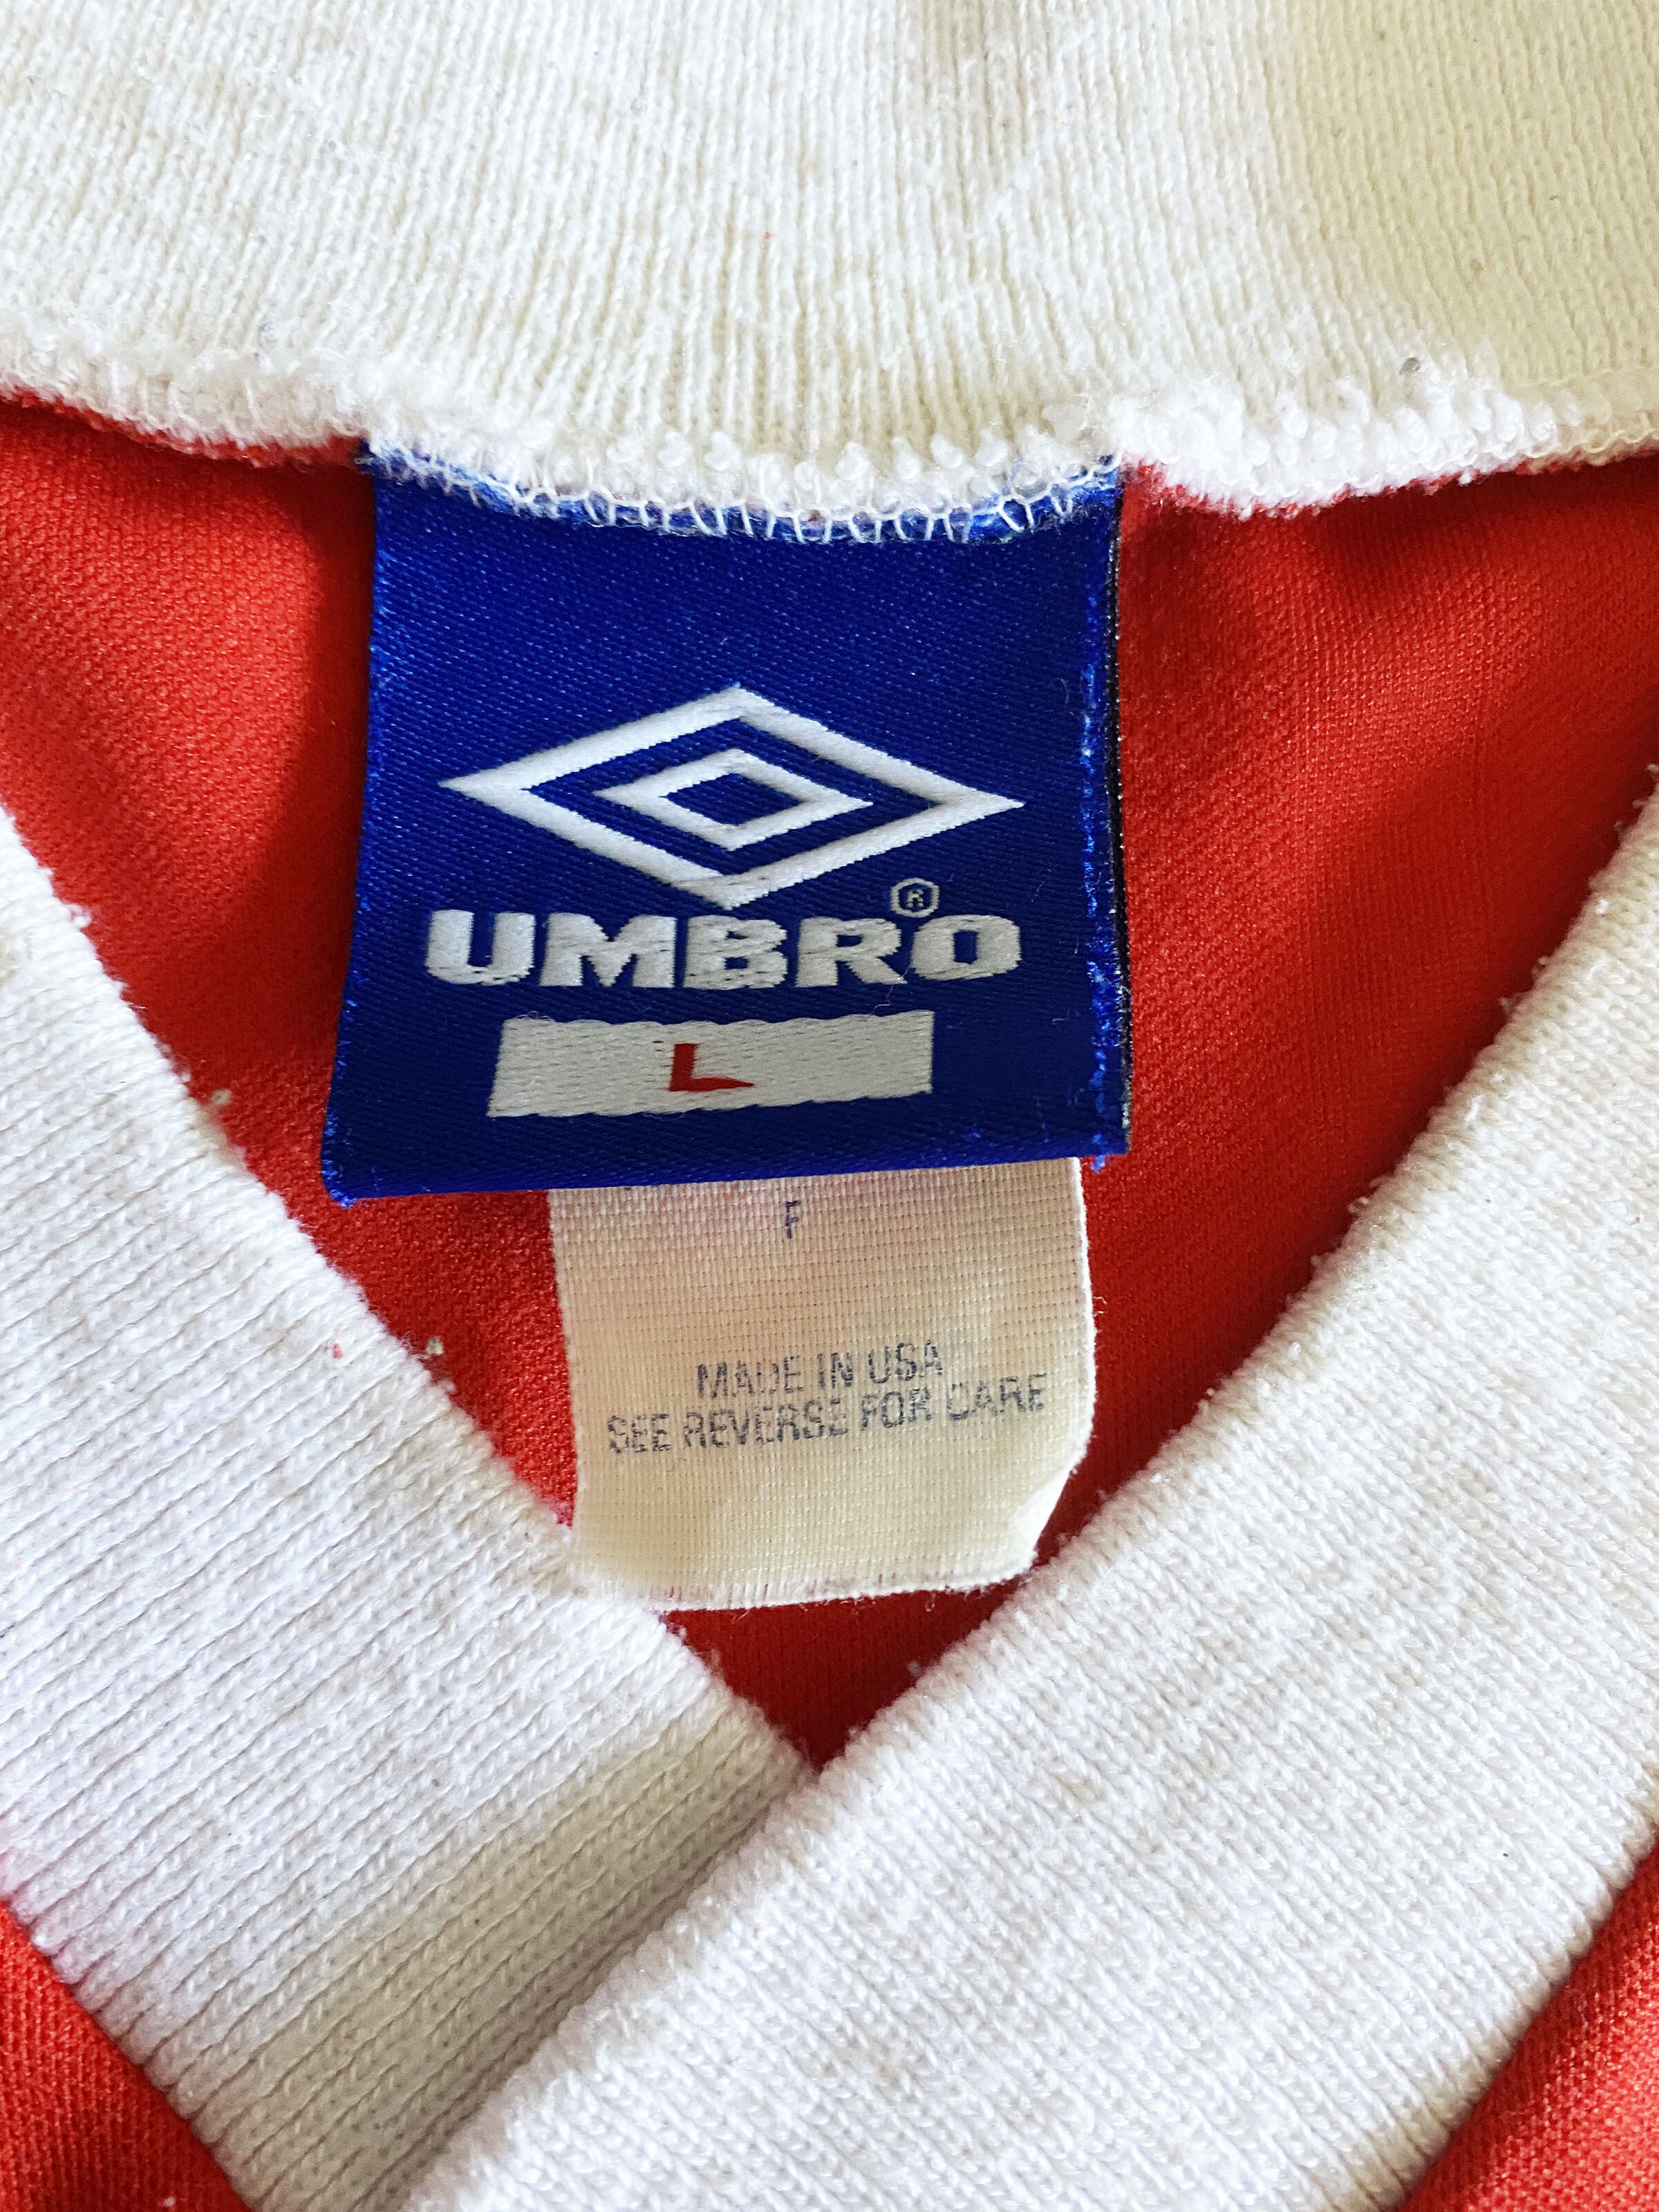 UMBRO®
L
F
MADE IN USA
SEE REVERSE FOR CARE